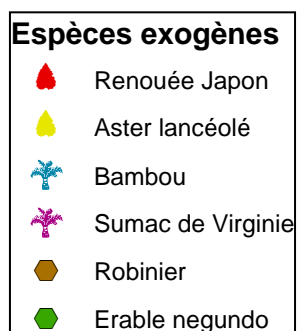 Espèces exogènes
Renouée Japon
Aster lancéolé
Bambou
Sumac de Virginie
Robinier
Erable negundo